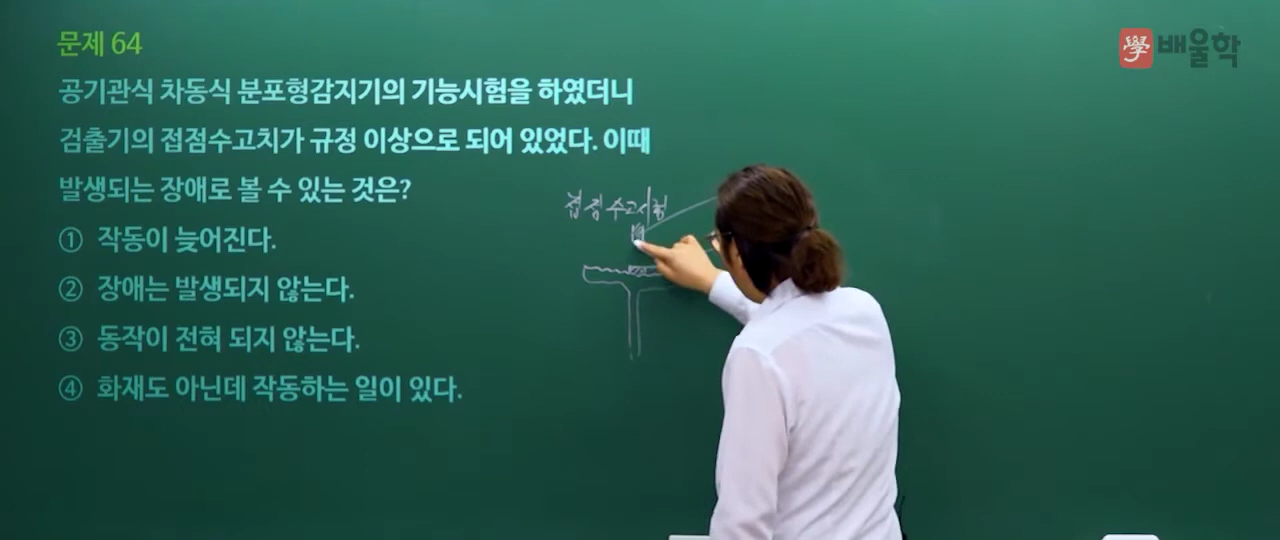 문제 64
學 배울학
공기관식 차동식 분포형감지기의 기능시험을 하였더니
검출기의 접점수고치가 규정 이상으로 되어 있었다. 이때
발생되는 장애로 볼 수 있는 것은?
접점수고시험
① 작동이 늦어진다.
② 장애는 발생되지 않는다.
③ 동작이 전혀 되지 않는다.
④ 화재도 아닌데 작동하는 일이 있다.